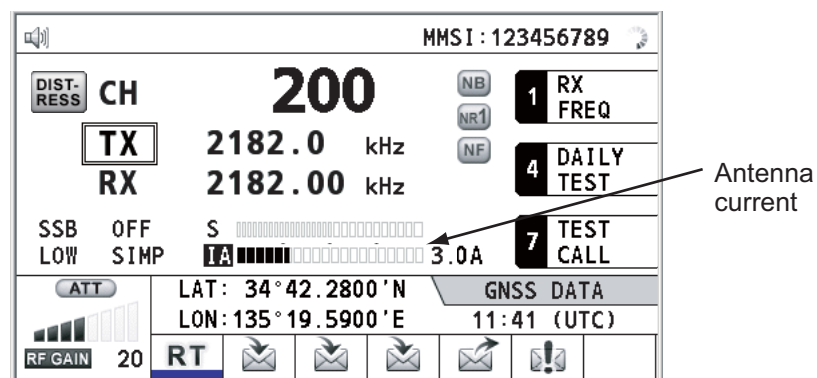 MMSI:123456789
DIST-RESS CH 200 NB 1 RX FREQ
NR1
TX 2182.0 kHz NF 4 DAILY TEST
RX 2182.00 kHz
Antenna current
SSB OFF S 7 TEST CALL
LOW SIMP IA 3.0A
ATT LAT: 34°42.2800'N GNSS DATA
LON:135°19.5900'E 11:41 (UTC)
RF GAIN 20 RT